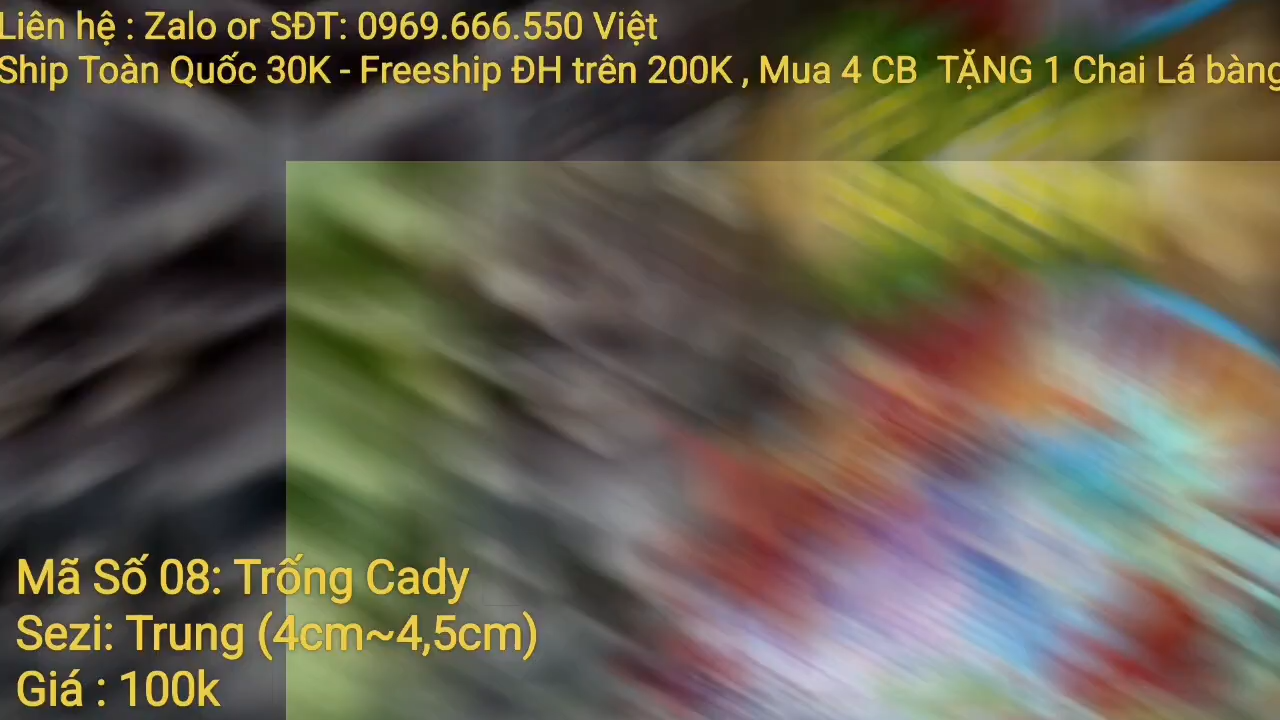 Liên hệ : Zalo or SĐT: 0969.666.550 Việt
Ship Toàn Quốc 30K - Freeship ĐH trên 200K , Mua 4 CB TẶNG 1 Chai Lá bàng
Mã Số 08: Trống Cady
Sezi: Trung (4cm~4,5cm)
Giá : 100k